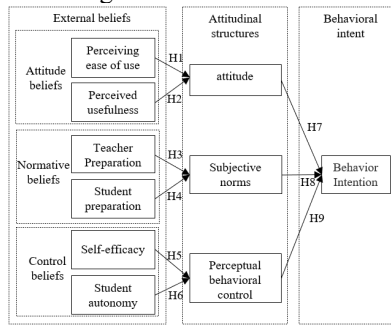 External beliefs
Attitudinal
structures
Behavioral
intent
Attitude
beliefs
Perceiving
ease of use
Perceived
usefulness
H1
H2
attitude
H7
Normative
beliefs
Teacher
Preparation
Student
preparation
H3
H4
Subjective
norms
H8
Behavior
Intention
H9
Control
beliefs
Self-efficacy
Student
autonomy
H5
H6
Perceptual
behavioral
control